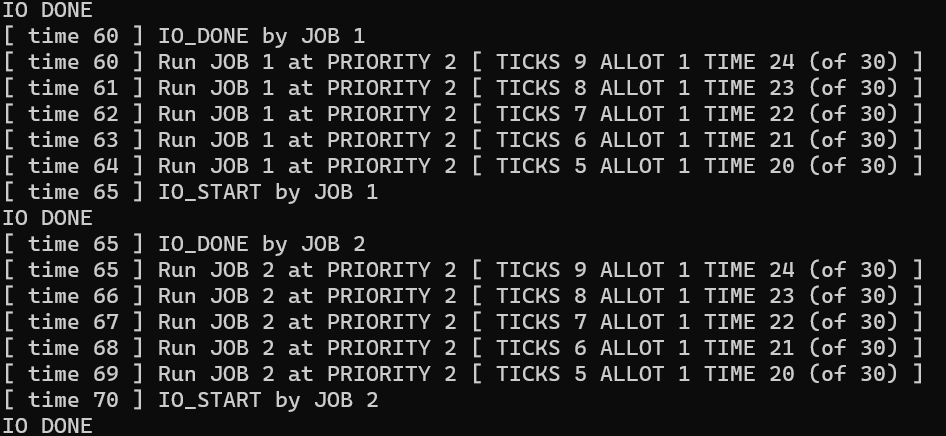 IO DONE
[ time 60 ] IO_DONE by JOB 1
[ time 60 ] Run JOB 1 at PRIORITY 2 [ TICKS 9 ALLOT 1 TIME 24 (of 30) ]
[ time 61 ] Run JOB 1 at PRIORITY 2 [ TICKS 8 ALLOT 1 TIME 23 (of 30) ]
[ time 62 ] Run JOB 1 at PRIORITY 2 [ TICKS 7 ALLOT 1 TIME 22 (of 30) ]
[ time 63 ] Run JOB 1 at PRIORITY 2 [ TICKS 6 ALLOT 1 TIME 21 (of 30) ]
[ time 64 ] Run JOB 1 at PRIORITY 2 [ TICKS 5 ALLOT 1 TIME 20 (of 30) ]
[ time 65 ] IO_START by JOB 1
IO DONE
[ time 65 ] IO_DONE by JOB 2
[ time 65 ] Run JOB 2 at PRIORITY 2 [ TICKS 9 ALLOT 1 TIME 24 (of 30) ]
[ time 66 ] Run JOB 2 at PRIORITY 2 [ TICKS 8 ALLOT 1 TIME 23 (of 30) ]
[ time 67 ] Run JOB 2 at PRIORITY 2 [ TICKS 7 ALLOT 1 TIME 22 (of 30) ]
[ time 68 ] Run JOB 2 at PRIORITY 2 [ TICKS 6 ALLOT 1 TIME 21 (of 30) ]
[ time 69 ] Run JOB 2 at PRIORITY 2 [ TICKS 5 ALLOT 1 TIME 20 (of 30) ]
[ time 70 ] IO_START by JOB 2
IO DONE